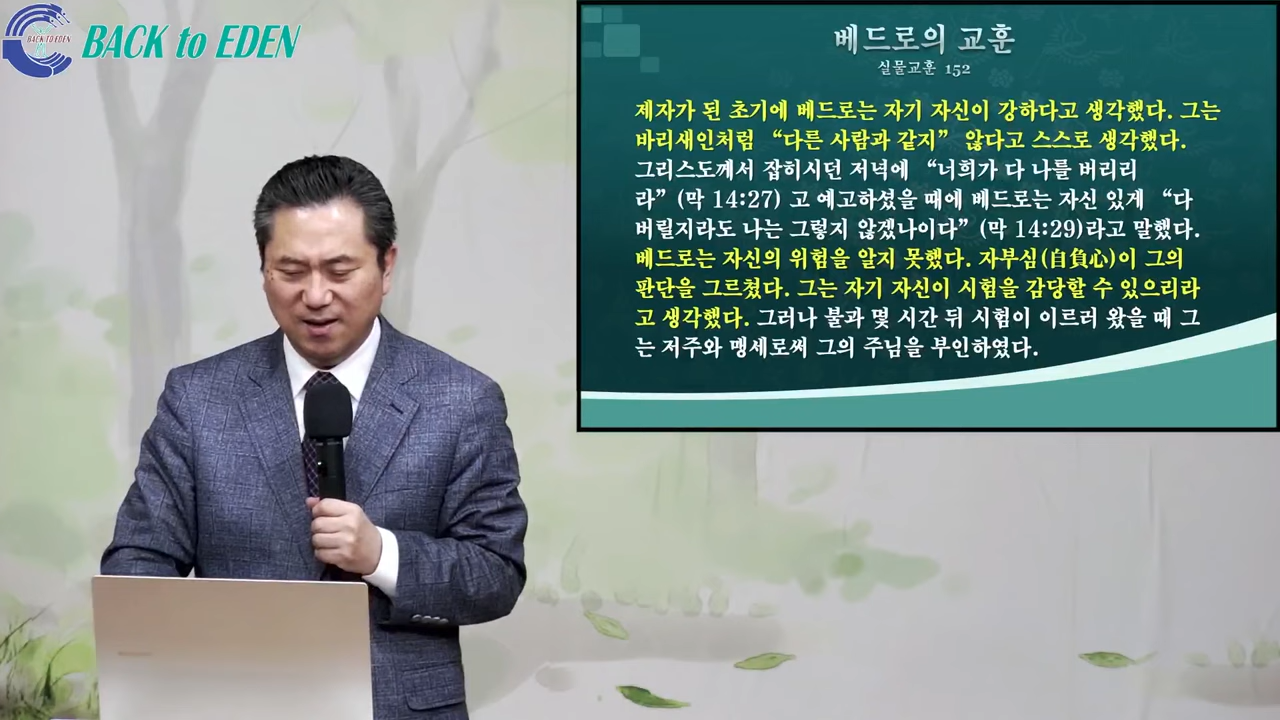 BACK TO EDEN
BACK to EDEN
베드로의 교훈
실물교훈 152
제자가 된 초기에 베드로는 자기 자신이 강하다고 생각했다. 그는
바리새인처럼 “다른 사람과 같지” 않다고 스스로 생각했다.
그리스도께서 잡히시던 저녁에 “너희가 다 나를 버리리
라”(막 14:27) 고 예고하셨을 때에 베드로는 자신 있게 “다
버릴지라도 나는 그렇지 않겠나이다”(막 14:29)라고 말했다.
베드로는 자신의 위험을 알지 못했다. 자부심(自負心)이 그의
판단을 그르쳤다. 그는 자기 자신이 시험을 감당할 수 있으리라
고 생각했다. 그러나 불과 몇 시간 뒤 시험이 이르러 왔을 때 그
는 저주와 맹세로써 그의 주님을 부인하였다.